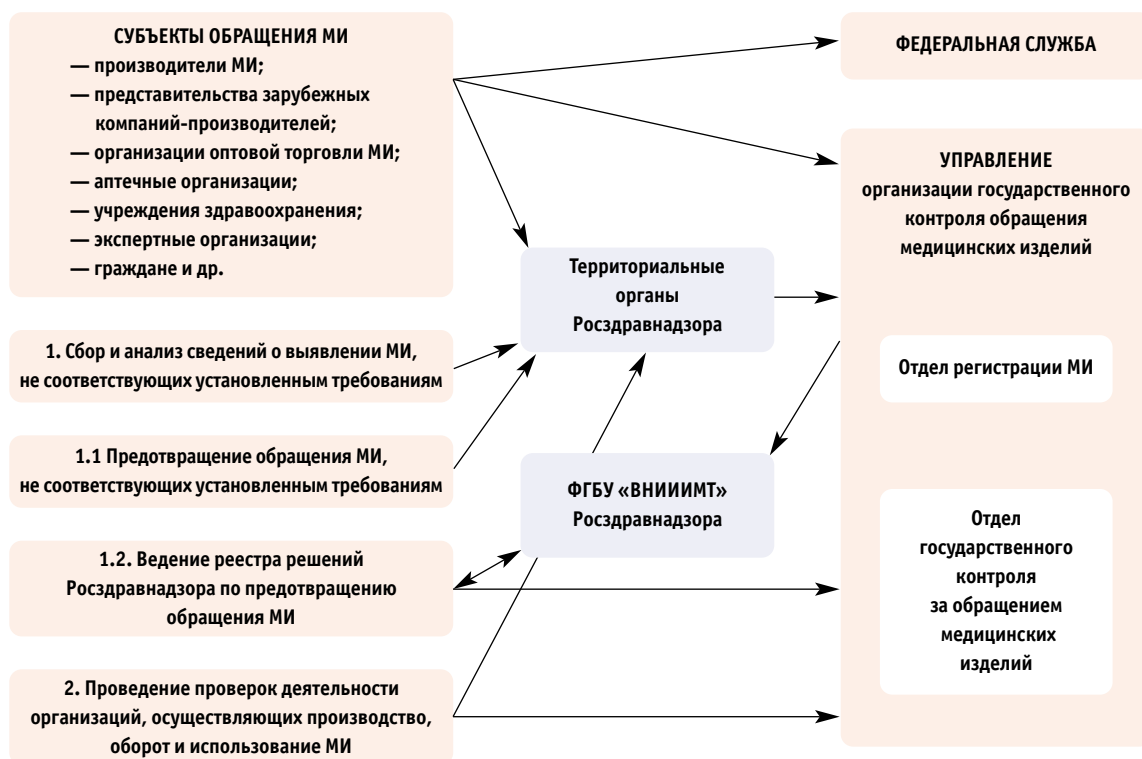 СУБЪЕКТЫ ОБРАЩЕНИЯ МИ
— производители МИ;
— представительства зарубежных
компаний-производителей;
— организации оптовой торговли МИ;
— аптечные организации;
— учреждения здравоохранения;
— экспертные организации;
— граждане и др.
1. Сбор и анализ сведений о выявлении МИ,
не соответствующих установленным требованиям
1.1 Предотвращение обращения МИ,
не соответствующих установленным требованиям
1.2. Ведение реестра решений
Росздравнадзора по предотвращению
обращения МИ
2. Проведение проверок деятельности
организаций, осуществляющих производство,
оборот и использование МИ
Территориальные
органы
Росздравнадзора
ФГБУ «ВНИИИМТ»
Росздравнадзора
ФЕДЕРАЛЬНАЯ СЛУЖБА
УПРАВЛЕНИЕ
организации государственного
контроля обращения
медицинских изделий
Отдел регистрации МИ
Отдел
государственного
контроля
за обращением
медицинских
изделий